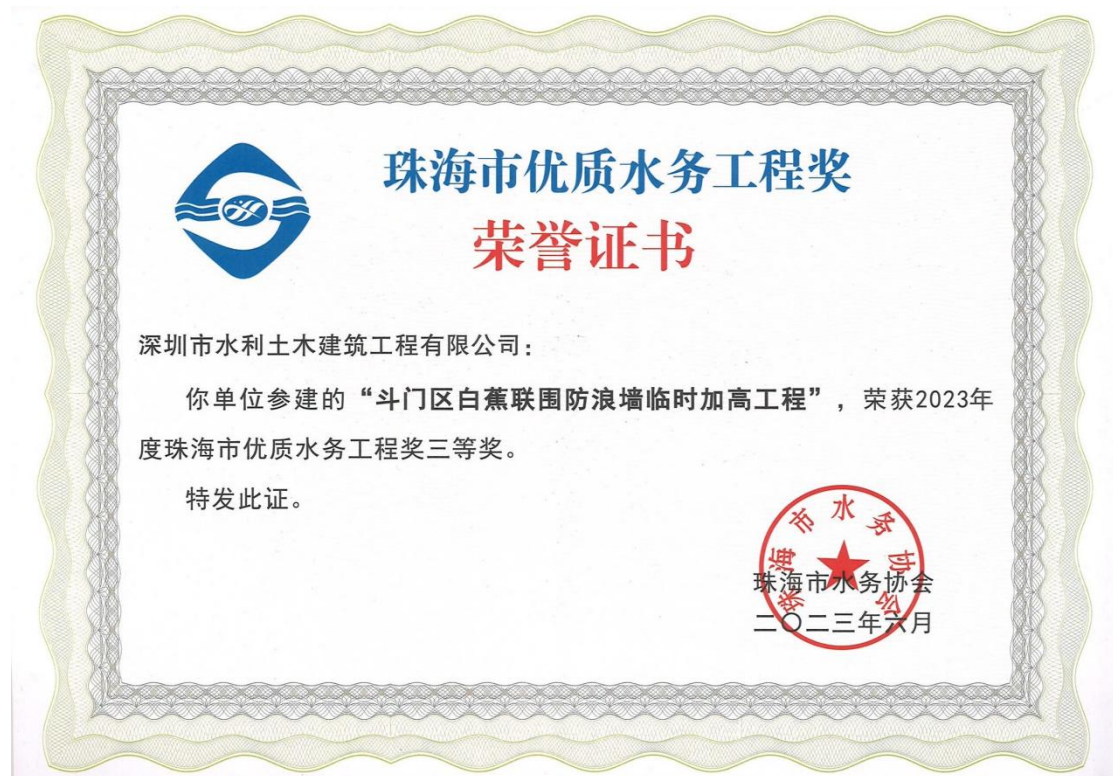 珠海市优质水务工程奖
荣誉证书
深圳市水利土木建筑工程有限公司：
你单位参建的“斗门区白蕉联围防浪墙临时加高工程”，荣获2023年
度珠海市优质水务工程奖三等奖。
特发此证。
珠海市水务协会
珠海市水务协会
二〇二三年六月